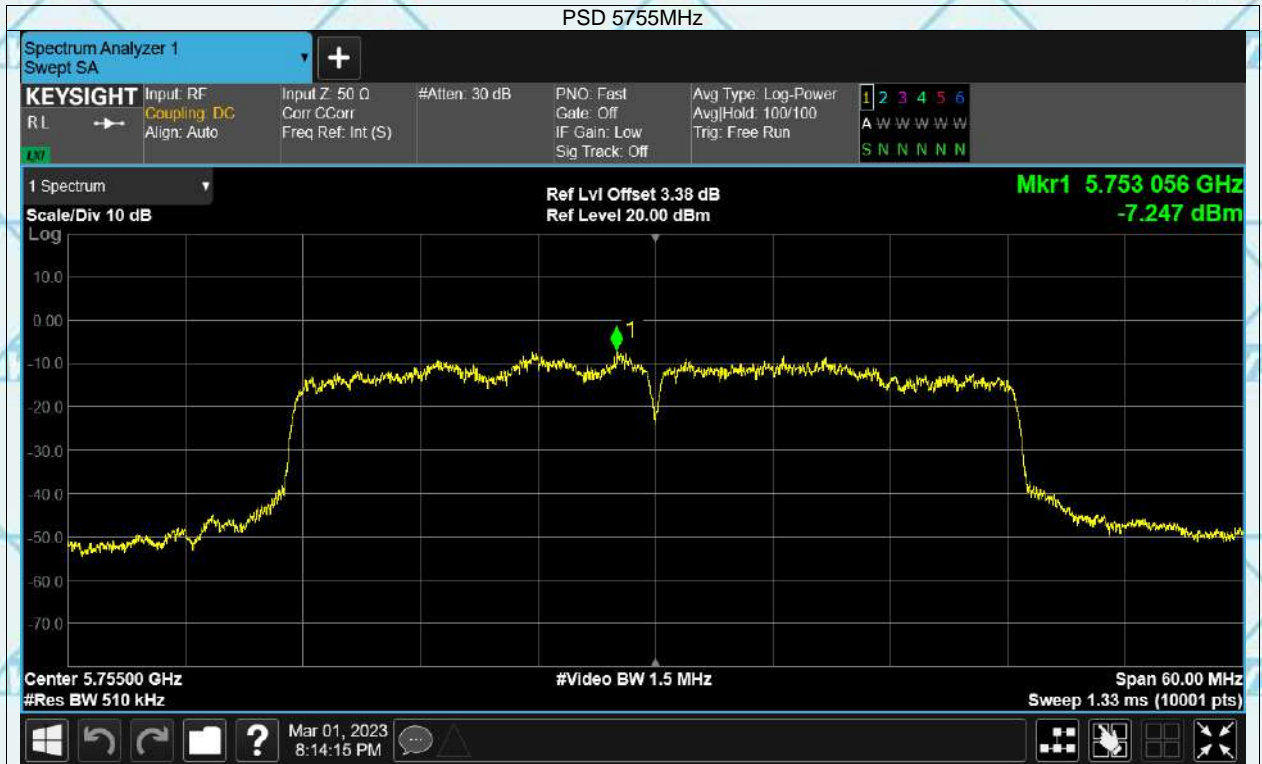 PSD 5755MHz
Spectrum Analyzer 1
Swept SA
+
KEYSIGHT
RL
LXI
Input: RF
Coupling: DC
Align: Auto
Input Z: 50 Ω
Corr CCorr
Freq Ref: Int (S)
#Atten: 30 dB
PNO: Fast
Gate: Off
IF Gain: Low
Sig Track: Off
Avg Type: Log-Power
Avg|Hold: 100/100
Trig: Free Run
1 2 3 4 5 6
A W W W W W
S N N N N N
1 Spectrum
Scale/Div 10 dB
Log
Ref Lvl Offset 3.38 dB
Ref Level 20.00 dBm
Mkr1 5.753 056 GHz
-7.247 dBm
10.0
0.00
-10.0
-20.0
-30.0
-40.0
-50.0
-60.0
-70.0
1
Center 5.75500 GHz
#Res BW 510 kHz
#Video BW 1.5 MHz
Span 60.00 MHz
Sweep 1.33 ms (10001 pts)
?
Mar 01, 2023
8:14:15 PM